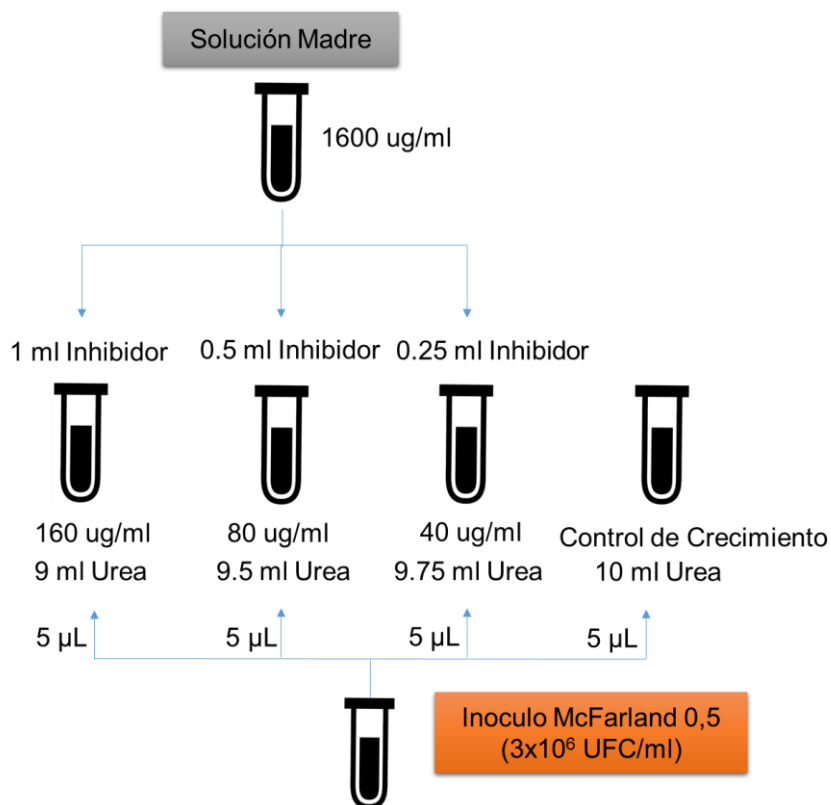 Solución Madre
1600 ug/ml
1 ml Inhibidor
0.5 ml Inhibidor
0.25 ml Inhibidor
160 ug/ml
80 ug/ml
40 ug/ml
Control de Crecimiento
9 ml Urea
9.5 ml Urea
9.75 ml Urea
10 ml Urea
5 µL
5 µL
5 µL
5 µL
Inoculo McFarland 0,5
(3x10⁶ UFC/ml)